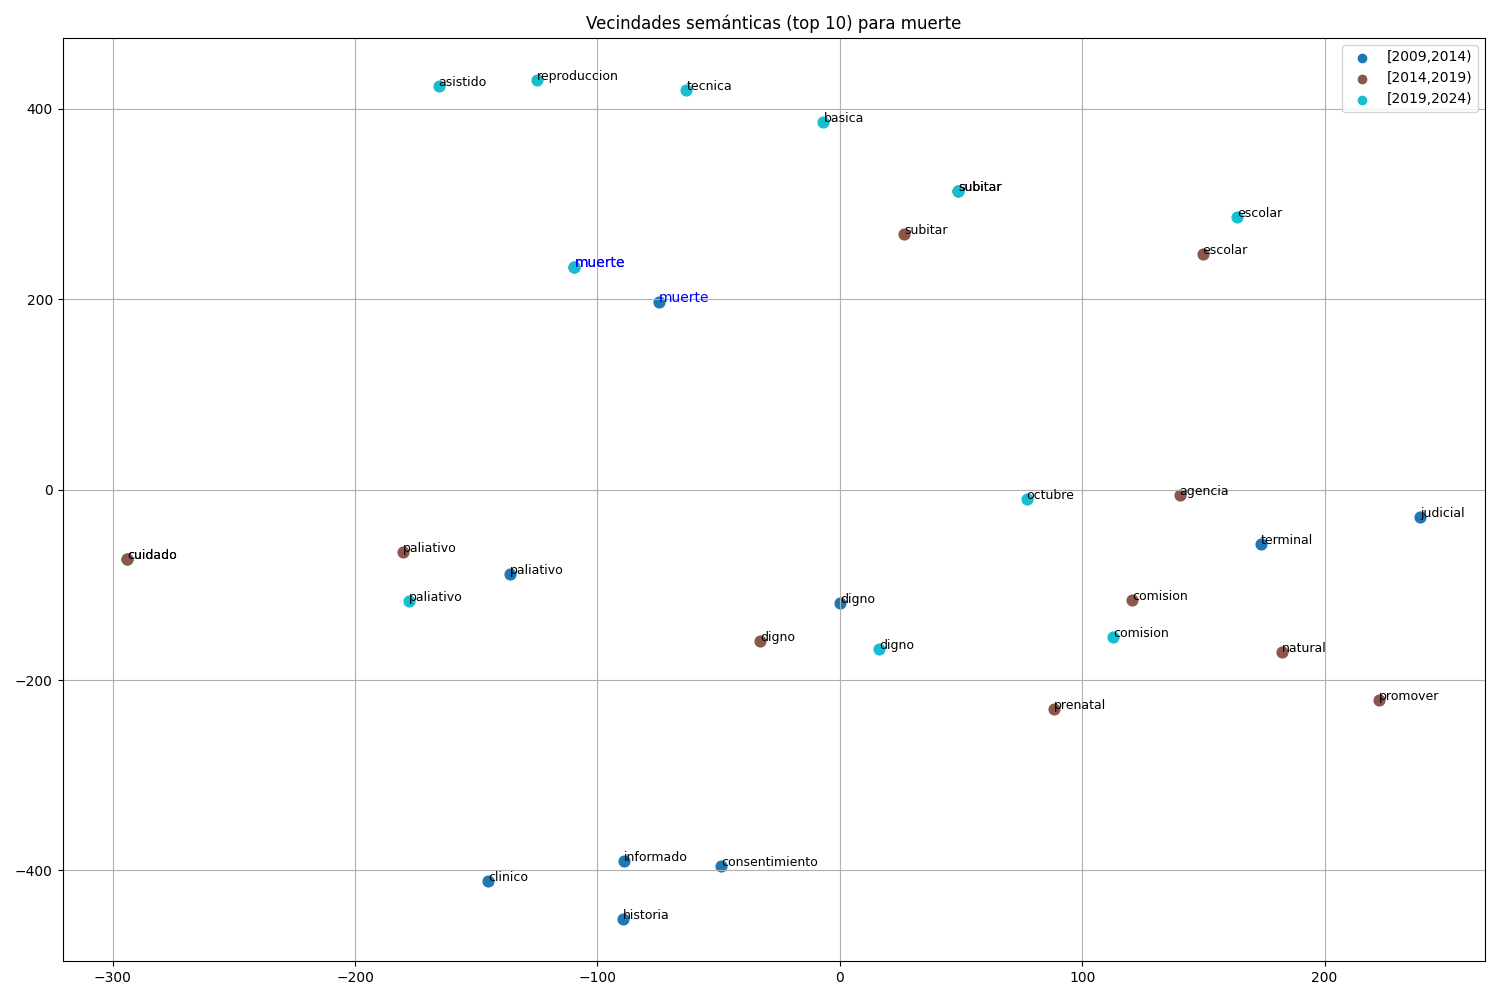 Vecindades semánticas (top 10) para muerte
[2009,2014)
[2014,2019)
[2019,2024)
asistido
reproduccion
tecnica
basica
subitar
subitar
escolar
escolar
muerte
muerte
octubre
agencia
judicial
terminal
cuidado
paliativo
paliativo
paliativo
digno
digno
digno
comision
comision
natural
promover
prenatal
informado
consentimiento
clinico
historia
400
200
0
−200
−400
−300
−200
−100
0
100
200